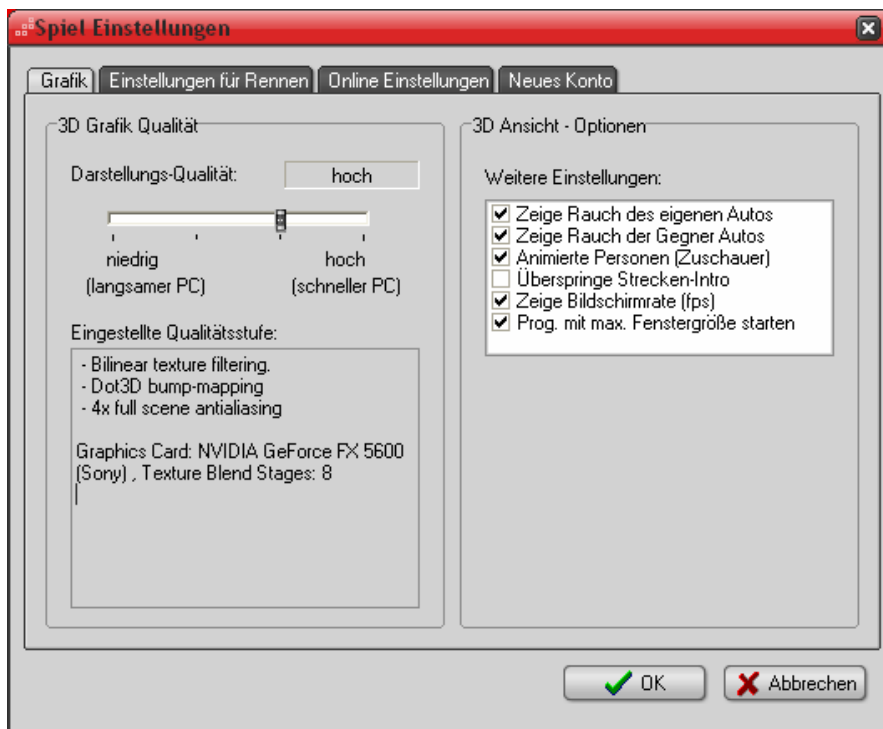 Spiel Einstellungen
Grafik
Einstellungen für Rennen
Online Einstellungen
Neues Konto
3D Grafik Qualität
Darstellungs-Qualität:
hoch
niedrig
hoch
(langsamer PC)
(schneller PC)
Eingestellte Qualitätsstufe:
- Bilinear texture filtering.
- Dot3D bump-mapping
- 4x full scene antialiasing
Graphics Card: NVIDIA GeForce FX 5600
(Sony) , Texture Blend Stages: 8
3D Ansicht - Optionen
Weitere Einstellungen:
Zeige Rauch des eigenen Autos
Zeige Rauch der Gegner Autos
Animierte Personen (Zuschauer)
Überspringe Strecken-Intro
Zeige Bildschirmrate (fps)
Prog. mit max. Fenstergröße starten
OK
Abbrechen